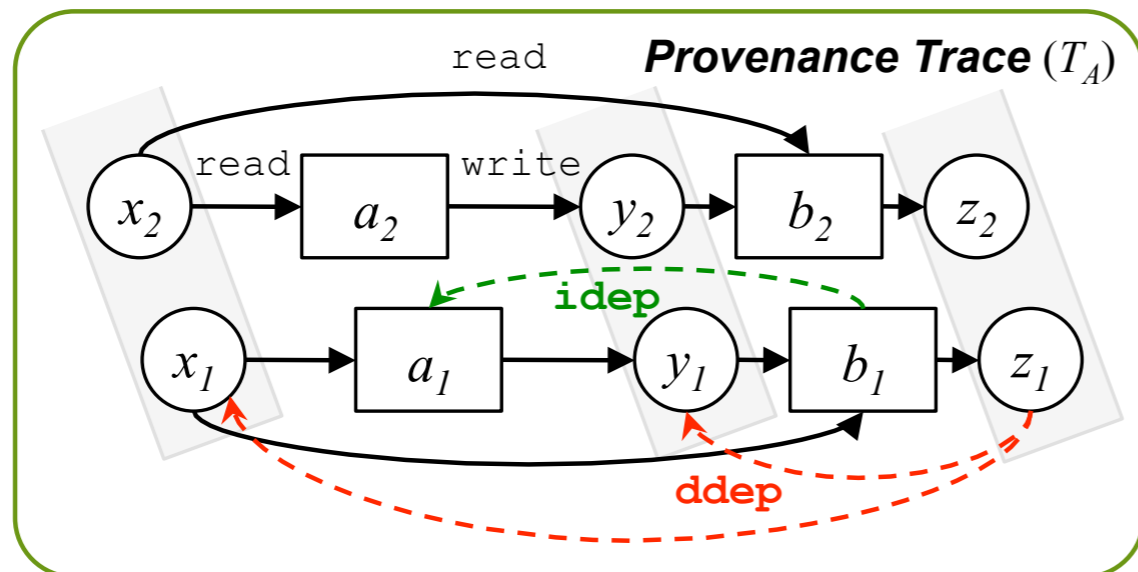 Provenance Trace (T_A)
read
read
write
x_2
a_2
y_2
b_2
z_2
idep
x_1
a_1
y_1
b_1
z_1
ddep